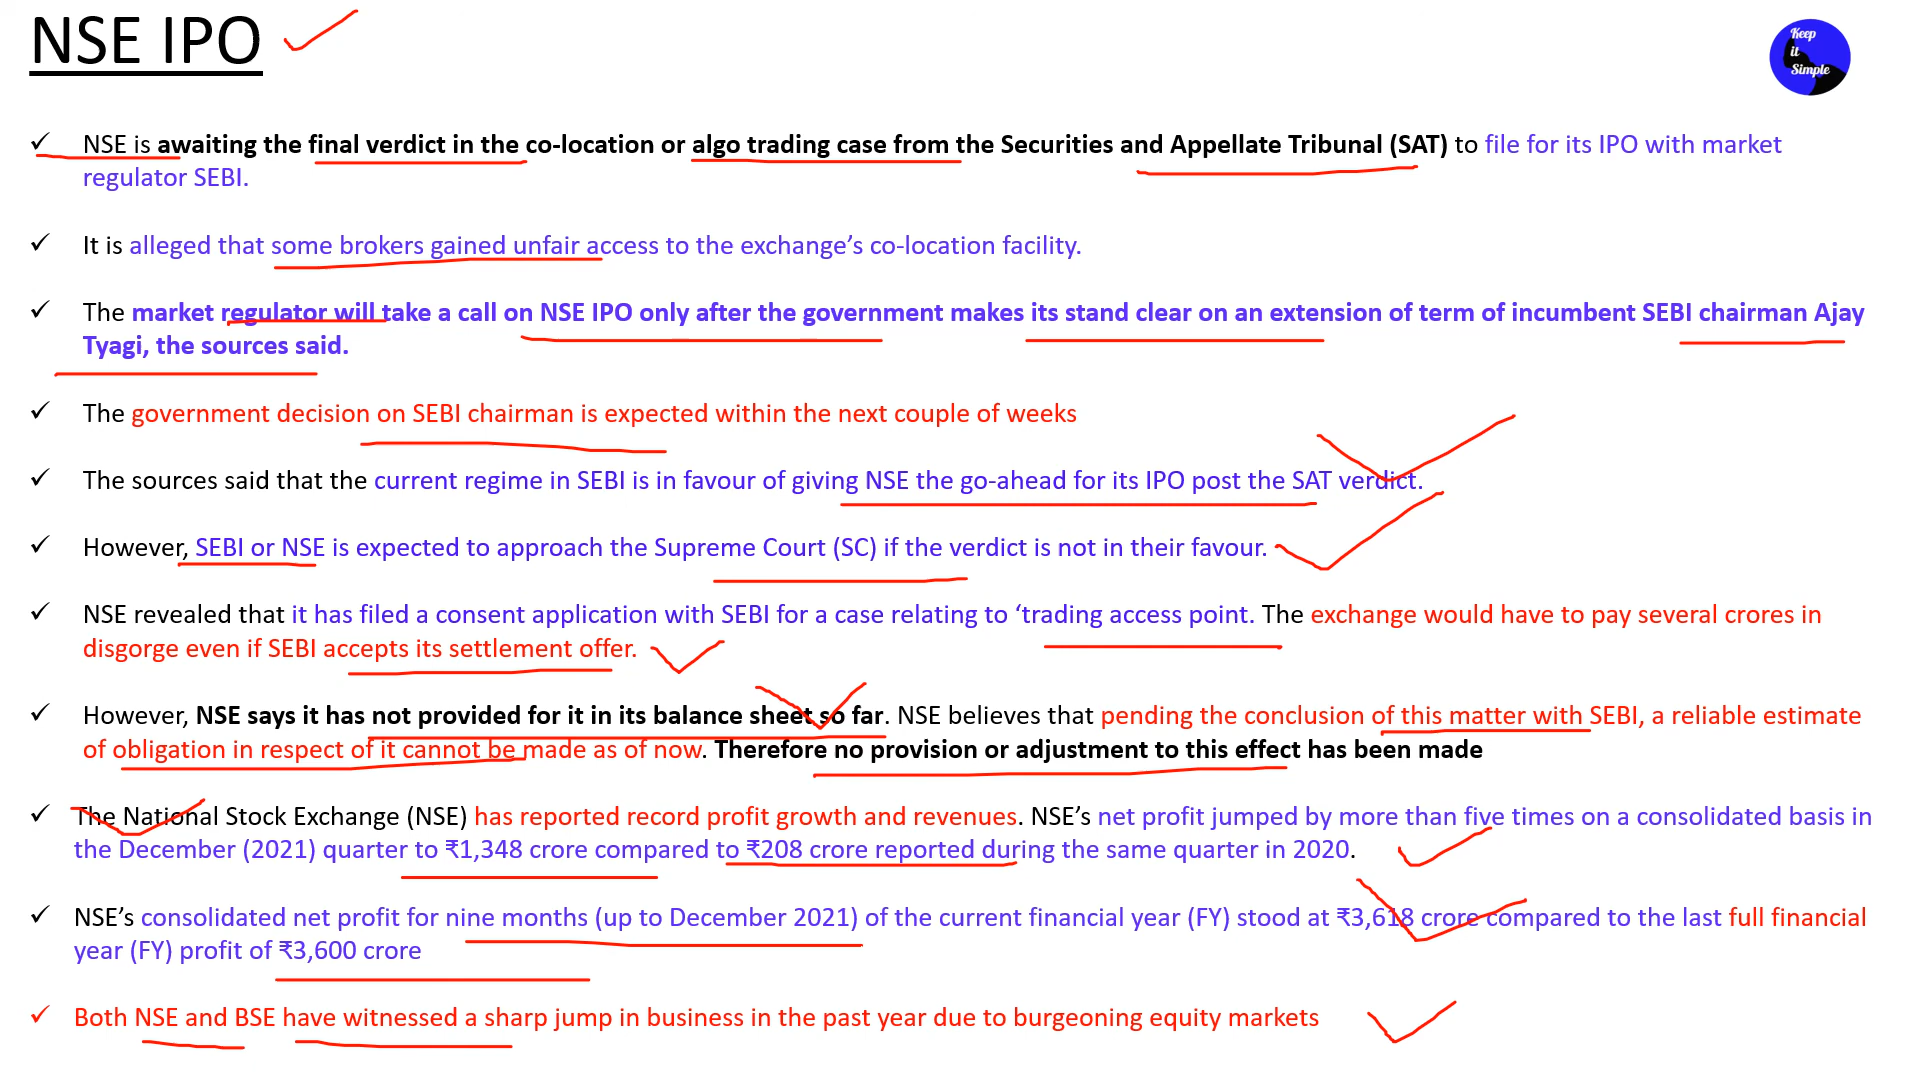 NSE IPO
Keep
it
Simple
✓ NSE is awaiting the final verdict in the co-location or algo trading case from the Securities and Appellate Tribunal (SAT) to file for its IPO with market
regulator SEBI.
✓ It is alleged that some brokers gained unfair access to the exchange’s co-location facility.
✓ The market regulator will take a call on NSE IPO only after the government makes its stand clear on an extension of term of incumbent SEBI chairman Ajay
Tyagi, the sources said.
✓ The government decision on SEBI chairman is expected within the next couple of weeks
✓ The sources said that the current regime in SEBI is in favour of giving NSE the go-ahead for its IPO post the SAT verdict.
✓ However, SEBI or NSE is expected to approach the Supreme Court (SC) if the verdict is not in their favour.
✓ NSE revealed that it has filed a consent application with SEBI for a case relating to ‘trading access point. The exchange would have to pay several crores in
disgorge even if SEBI accepts its settlement offer.
✓ However, NSE says it has not provided for it in its balance sheet so far. NSE believes that pending the conclusion of this matter with SEBI, a reliable estimate
of obligation in respect of it cannot be made as of now. Therefore no provision or adjustment to this effect has been made
✓ The National Stock Exchange (NSE) has reported record profit growth and revenues. NSE’s net profit jumped by more than five times on a consolidated basis in
the December (2021) quarter to ₹1,348 crore compared to ₹208 crore reported during the same quarter in 2020.
✓ NSE’s consolidated net profit for nine months (up to December 2021) of the current financial year (FY) stood at ₹3,618 crore compared to the last full financial
year (FY) profit of ₹3,600 crore
✓ Both NSE and BSE have witnessed a sharp jump in business in the past year due to burgeoning equity markets